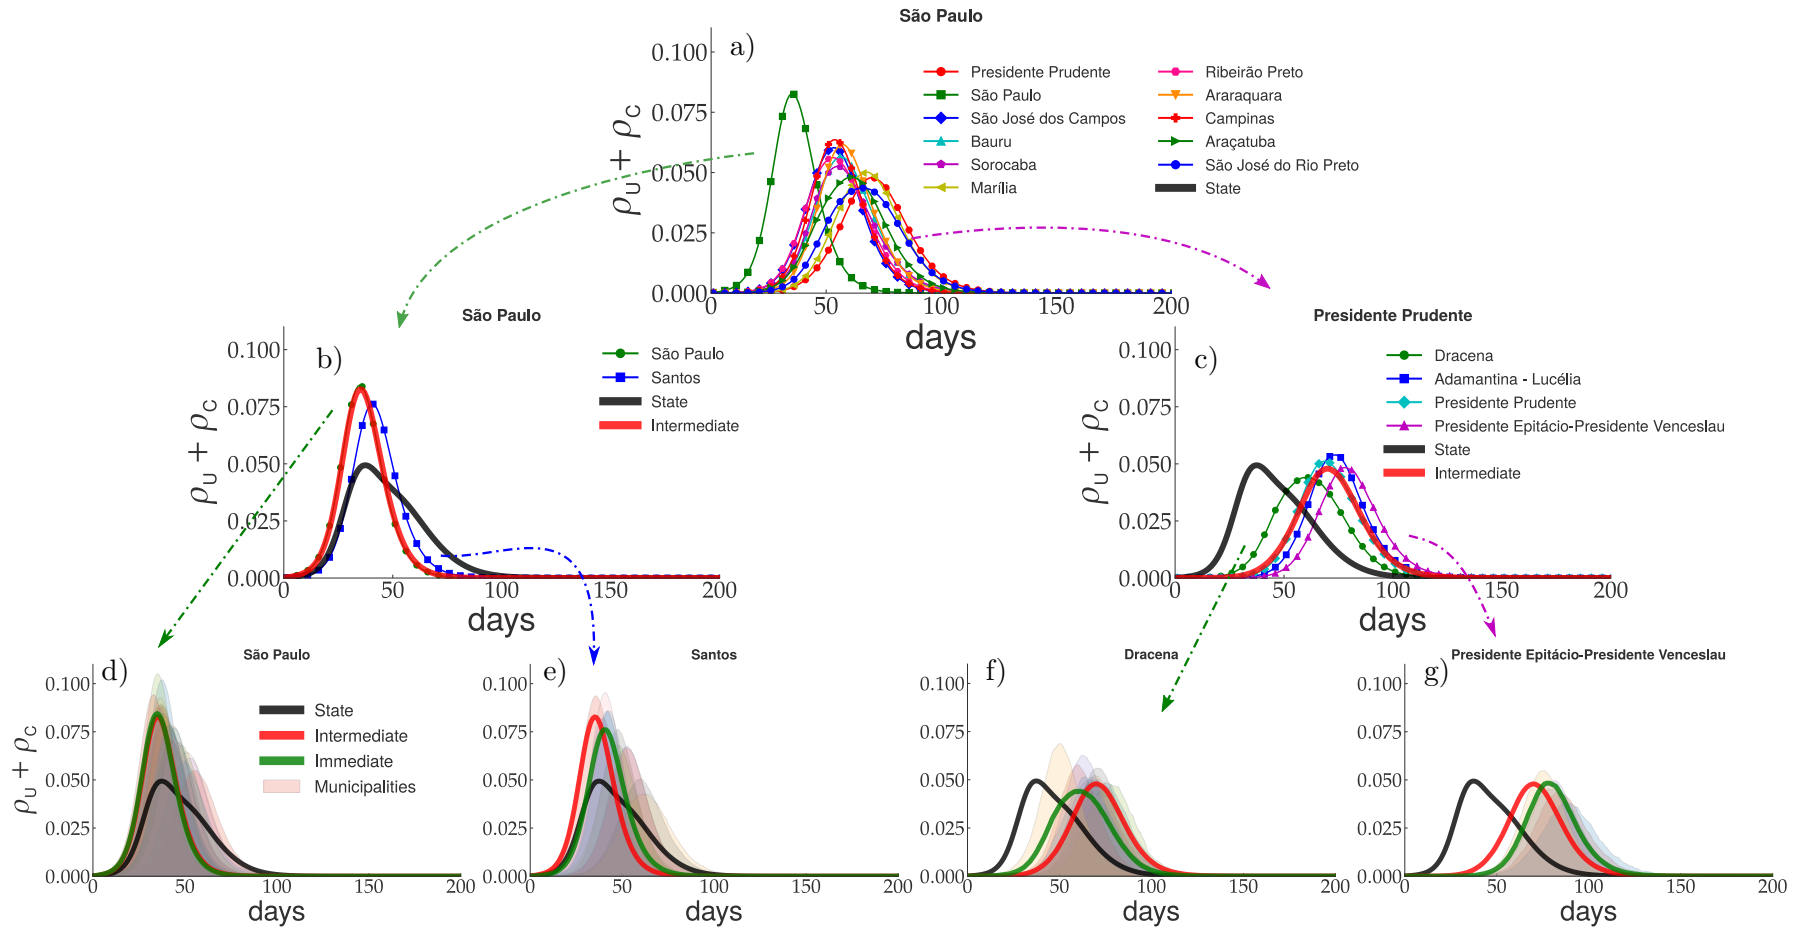 São Paulo
a)
0.100
0.075
0.050
0.025
0.000
ρU + ρC
Presidente Prudente
São Paulo
São José dos Campos
Bauru
Sorocaba
Marília
Ribeirão Preto
Araraquara
Campinas
Araçatuba
São José do Rio Preto
State
0 50 100 150 200
days
São Paulo
b)
0.100
0.075
0.050
0.025
0.000
ρU + ρC
São Paulo
Santos
State
Intermediate
0 50 100 150 200
days
Presidente Prudente
c)
0.100
0.075
0.050
0.025
0.000
ρU + ρC
Dracena
Adamantina - Lucélia
Presidente Prudente
Presidente Epitácio-Presidente Venceslau
State
Intermediate
0 50 100 150 200
days
São Paulo
d)
0.100
0.075
0.050
0.025
0.000
ρU + ρC
State
Intermediate
Immediate
Municipalities
0 50 100 150 200
days
Santos
e)
0.100
0.075
0.050
0.025
0.000
0 50 100 150 200
days
Dracena
f)
0.100
0.075
0.050
0.025
0.000
0 50 100 150 200
days
Presidente Epitácio-Presidente Venceslau
g)
0.100
0.075
0.050
0.025
0.000
0 50 100 150 200
days